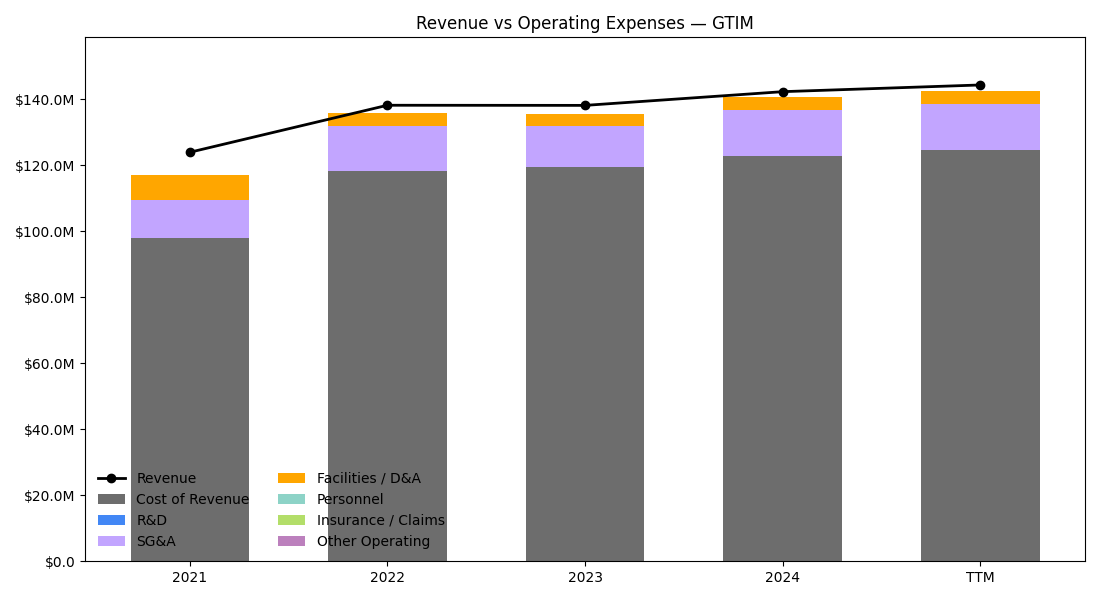 Revenue vs Operating Expenses — GTIM
$140.0M
$120.0M
$100.0M
$80.0M
$60.0M
$40.0M
$20.0M
$0.0
Revenue
Cost of Revenue
R&D
SG&A
Facilities / D&A
Personnel
Insurance / Claims
Other Operating
2021 2022 2023 2024 TTM